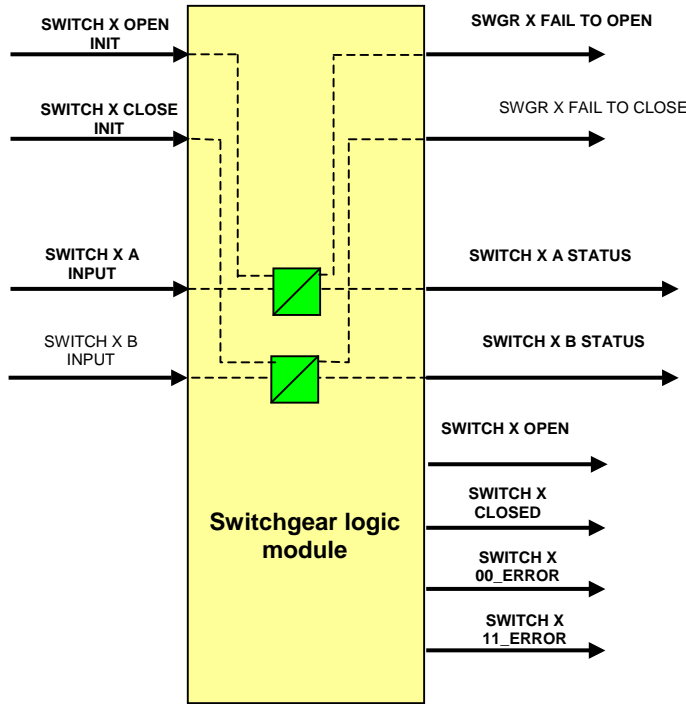 SWITCH X OPEN
INIT
SWGR X FAIL TO OPEN
SWITCH X CLOSE
INIT
SWGR X FAIL TO CLOSE
SWITCH X A
INPUT
SWITCH X A STATUS
SWITCH X B
INPUT
SWITCH X B STATUS
SWITCH X OPEN
SWITCH X
CLOSED
Switchgear logic
module
SWITCH X
00_ERROR
SWITCH X
11_ERROR